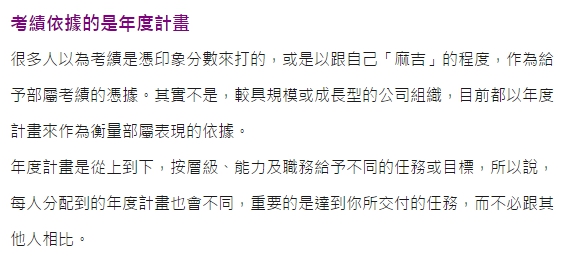 考績依據的是年度計畫
很多人以為考績是憑印象分數來打的，或是以跟自己「麻吉」的程度，作為給
予部屬考績的憑據。其實不是，較具規模或成長型的公司組織，目前都以年度
計畫來作為衡量部屬表現的依據。
年度計畫是從上到下，按層級、能力及職務給予不同的任務或目標，所以說，
每人分配到的年度計畫也會不同，重要的是達到你所交付的任務，而不必跟其
他人相比。